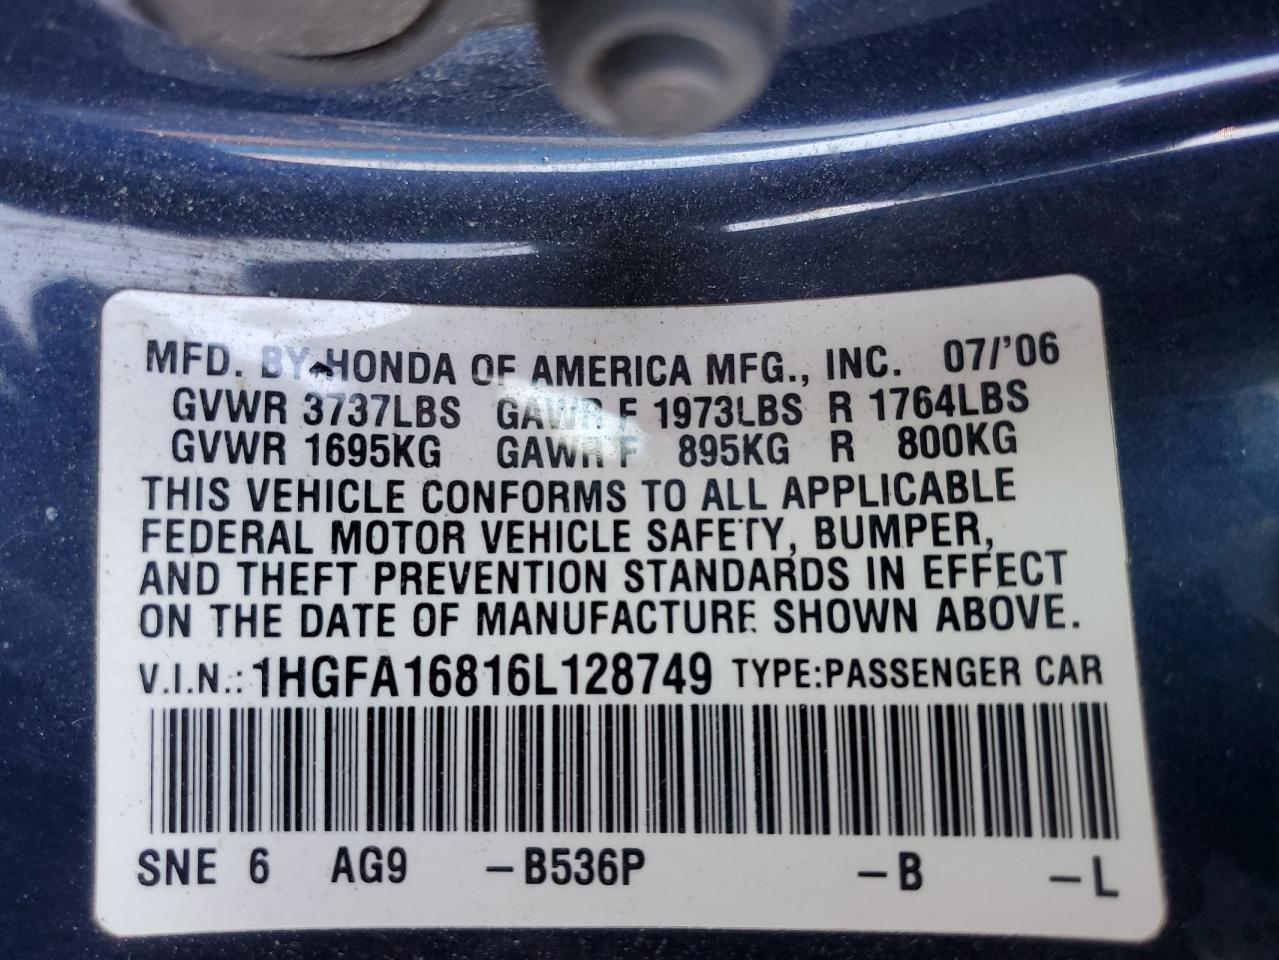 MFD. BY HONDA OF AMERICA MFG., INC. 07/'06
GVWR 3737LBS GAWR F 1973LBS R 1764LBS
GVWR 1695KG GAWR F 895KG R 800KG
THIS VEHICLE CONFORMS TO ALL APPLICABLE
FEDERAL MOTOR VEHICLE SAFETY, BUMPER,
AND THEFT PREVENTION STANDARDS IN EFFECT
ON THE DATE OF MANUFACTURE SHOWN ABOVE.
V.I.N.: 1HGFA16816L128749 TYPE:PASSENGER CAR
SNE 6 AG9 –B536P –B –L